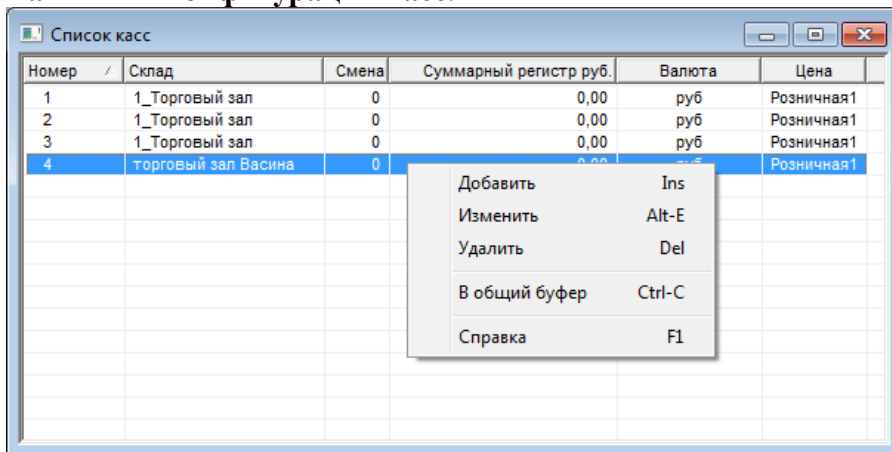 Список касс
Номер Склад Смена Суммарный регистр руб. Валюта Цена
1 1_Торговый зал 0 0,00 руб Розничная1
2 1_Торговый зал 0 0,00 руб Розничная1
3 1_Торговый зал 0 0,00 руб Розничная1
4 торговый зал Васина 0 Розничная1
Добавить Ins
Изменить Alt-E
Удалить Del
В общий буфер Ctrl-C
Справка F1